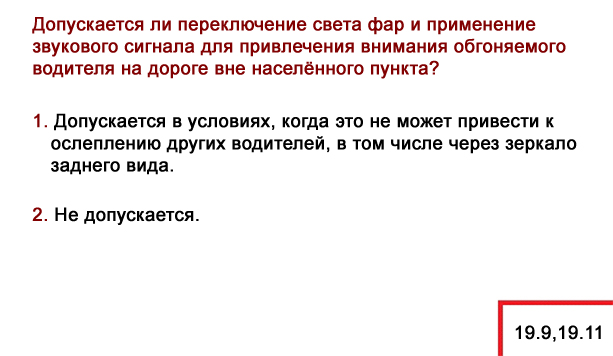 Допускается ли переключение света фар и применение
звукового сигнала для привлечения внимания обгоняемого
водителя на дороге вне населённого пункта?
1. Допускается в условиях, когда это не может привести к
ослеплению других водителей, в том числе через зеркало
заднего вида.
2. Не допускается.
19.9,19.11